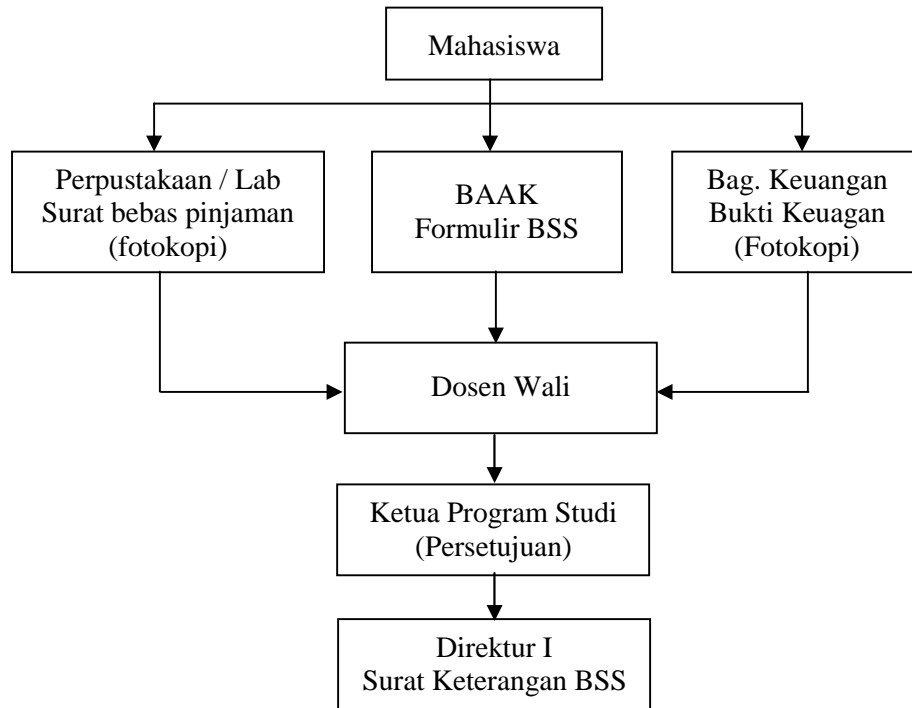 Mahasiswa
Perpustakaan / Lab
Surat bebas pinjaman
(fotokopi)
BAAK
Formulir BSS
Bag. Keuangan
Bukti Keuagan
(Fotokopi)
Dosen Wali
Ketua Program Studi
(Persetujuan)
Direktur I
Surat Keterangan BSS